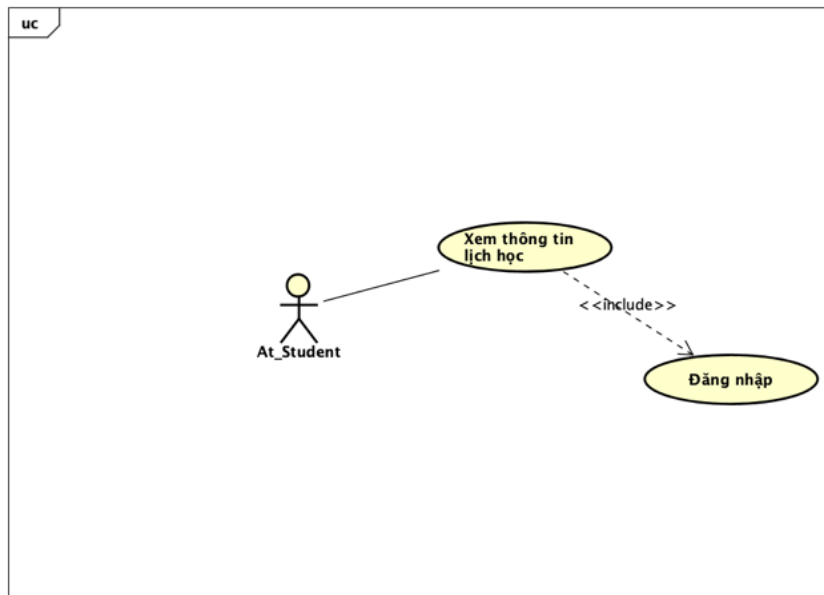 uc
Xem thông tin
lịch học
<<include>>
At_Student
Đăng nhập